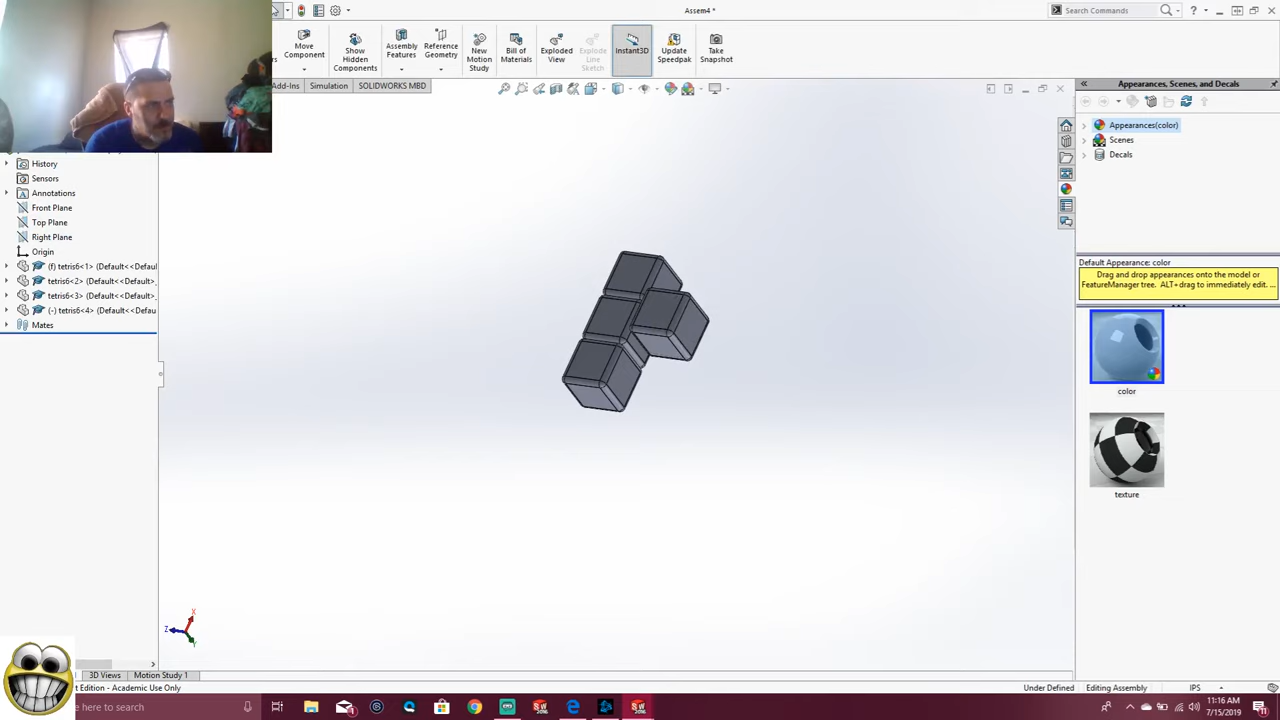 Assem4 *
Search Commands
Move Component
Show Hidden Components
Assembly Features
Reference Geometry
New Motion Study
Bill of Materials
Exploded View
Explode Line Sketch
Instant3D
Update Speedpak
Take Snapshot
Add-Ins
Simulation
SOLIDWORKS MBD
Appearances, Scenes, and Decals
Appearances(color)
Scenes
Decals
History
Sensors
Annotations
Front Plane
Top Plane
Right Plane
Origin
(f) tetris6<1> (Default<<Defaul
tetris6<2> (Default<<Default>_
tetris6<3> (Default<<Default>_
(-) tetris6<4> (Default<<Defau
Mates
Default Appearance: color
Drag and drop appearances onto the model or
FeatureManager tree. ALT+drag to immediately edit. ...
color
texture
X
Z
3D Views
Motion Study 1
t Edition - Academic Use Only
Under Defined
Editing Assembly
IPS
here to search
11:16 AM
7/15/2019